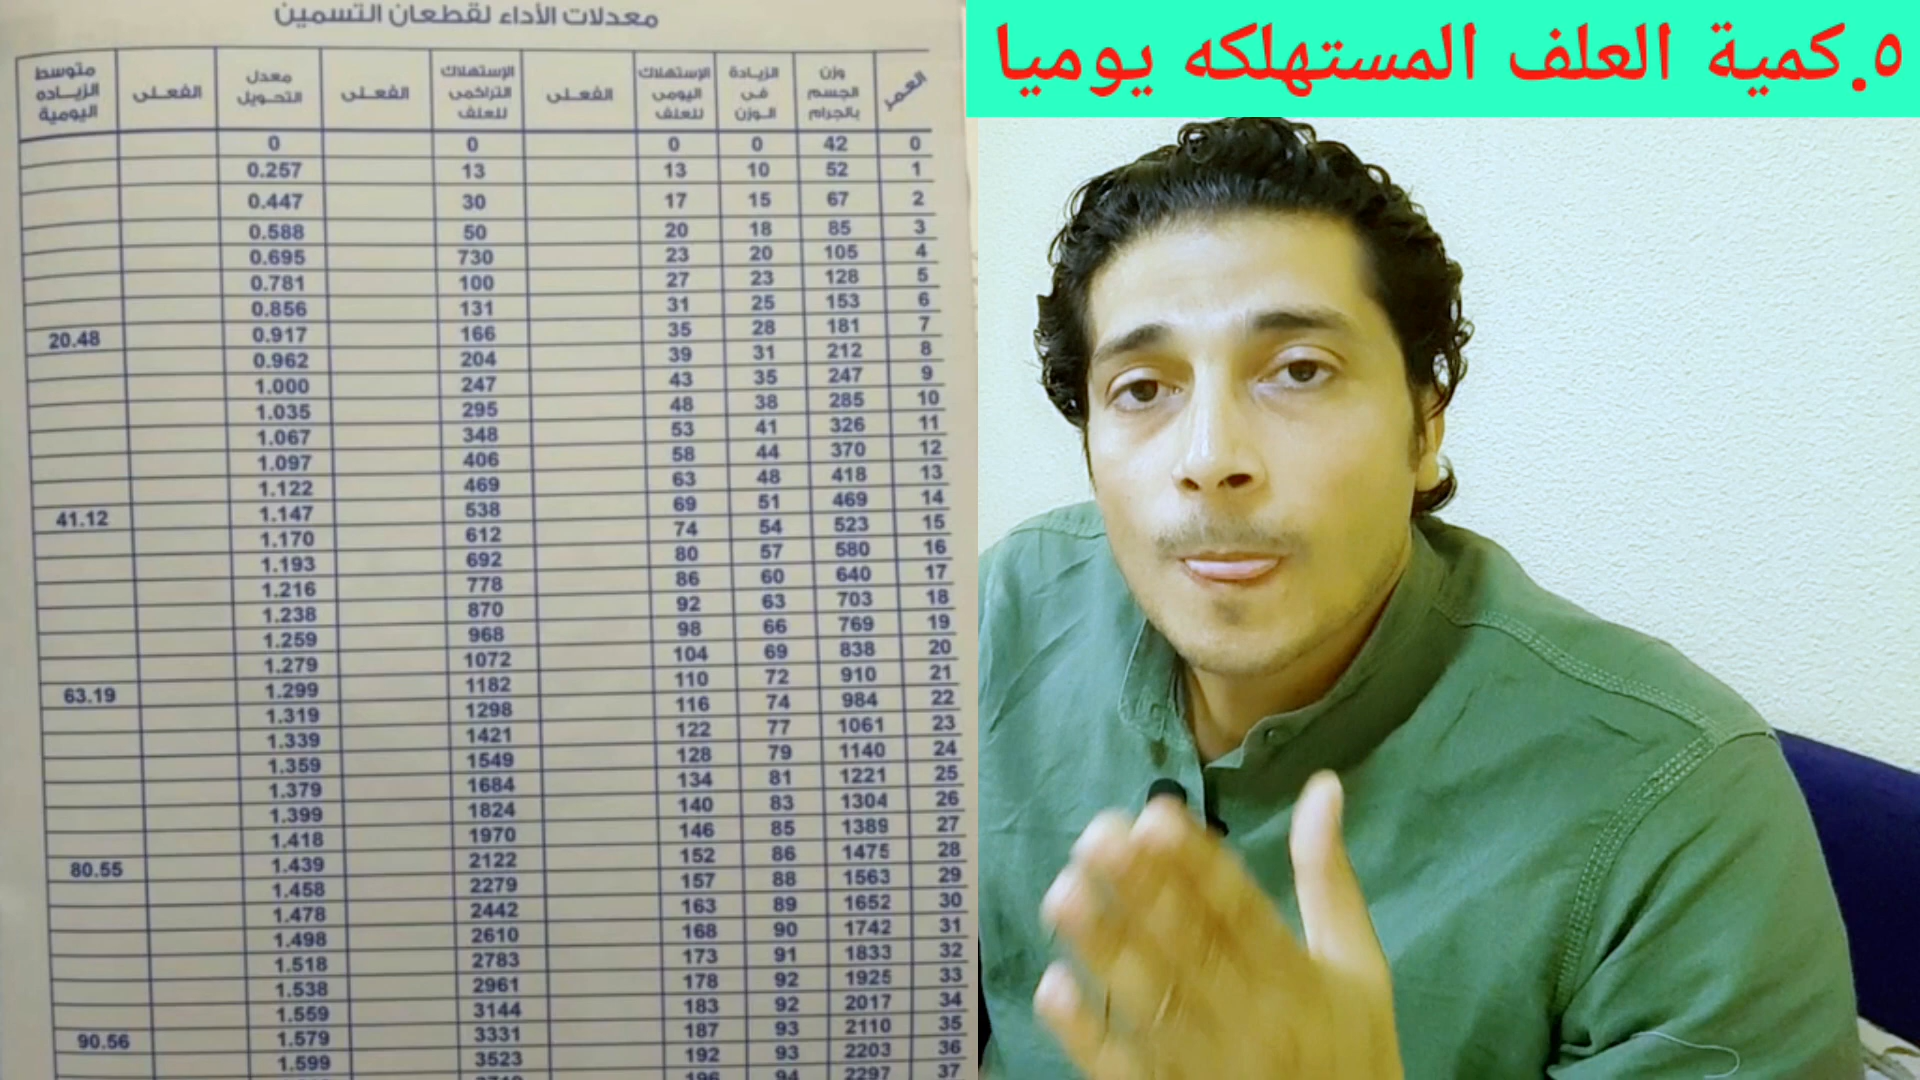 ٥.كمية العلف المستهلكه يوميا
معدلات الأداء لقطعان التسمين
العمر وزن الجسم بالجرام الزيادة فى الوزن الإستهلاك اليومى للعلف الفعلى الإستهلاك التراكمى للعلف الفعلى معدل التحويل الفعلى متوسط الزياده اليومية
0 42 0 0 0 0
1 52 10 13 13 0.257
2 67 15 17 30 0.447
3 85 18 20 50 0.588
4 105 20 23 730 0.695
5 128 23 27 100 0.781
6 153 25 31 131 0.856
7 181 28 35 166 0.917 20.48
8 212 31 39 204 0.962
9 247 35 43 247 1.000
10 285 38 48 295 1.035
11 326 41 53 348 1.067
12 370 44 58 406 1.097
13 418 48 63 469 1.122
14 469 51 69 538 1.147 41.12
15 523 54 74 612 1.170
16 580 57 80 692 1.193
17 640 60 86 778 1.216
18 703 63 92 870 1.238
19 769 66 98 968 1.259
20 838 69 104 1072 1.279
21 910 72 110 1182 1.299 63.19
22 984 74 116 1298 1.319
23 1061 77 122 1421 1.339
24 1140 79 128 1549 1.359
25 1221 81 134 1684 1.379
26 1304 83 140 1824 1.399
27 1389 85 146 1970 1.418
28 1475 86 152 2122 1.439 80.55
29 1563 88 157 2279 1.458
30 1652 89 163 2442 1.478
31 1742 90 168 2610 1.498
32 1833 91 173 2783 1.518
33 1925 92 178 2961 1.538
34 2017 92 183 3144 1.559
35 2110 93 187 3331 1.579 90.56
36 2203 93 192 3523 1.599
37 2297 94 196